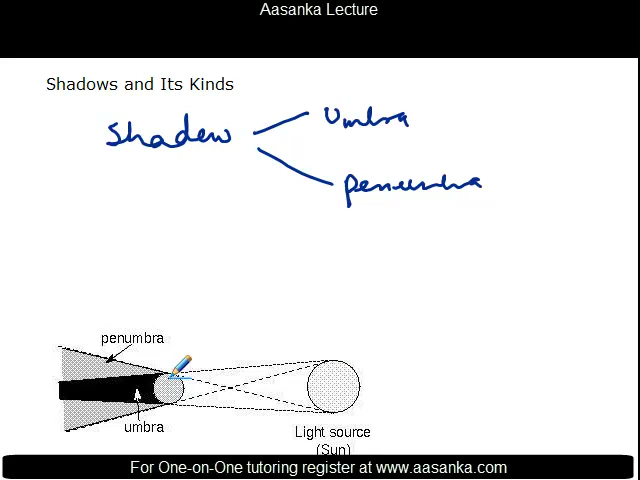 Aasanka Lecture
Shadows and Its Kinds
Shadow
Umbra
penumbra
penumbra
umbra
Light source
(Sun)
For One-on-One tutoring register at www.aasanka.com